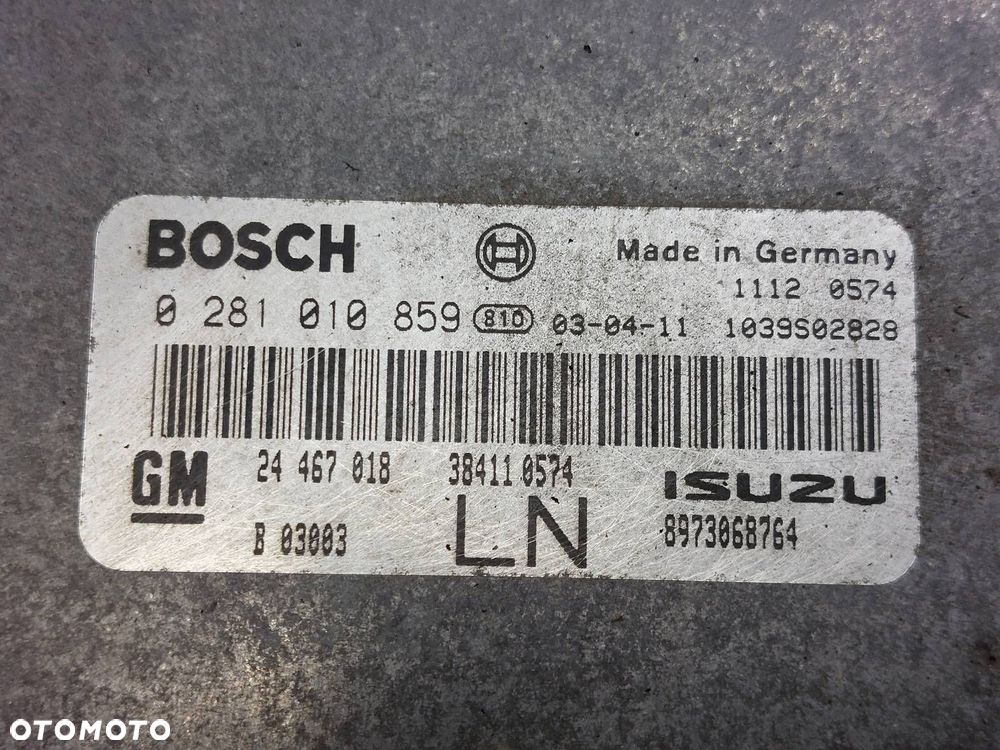 BOSCH Made in Germany
1112 0574
0 281 010 859 810 03-04-11 1039S02828
GM 24 467 018 38411 0574 ISUZU
B 03003 LN 8973068764
OTOMOTO